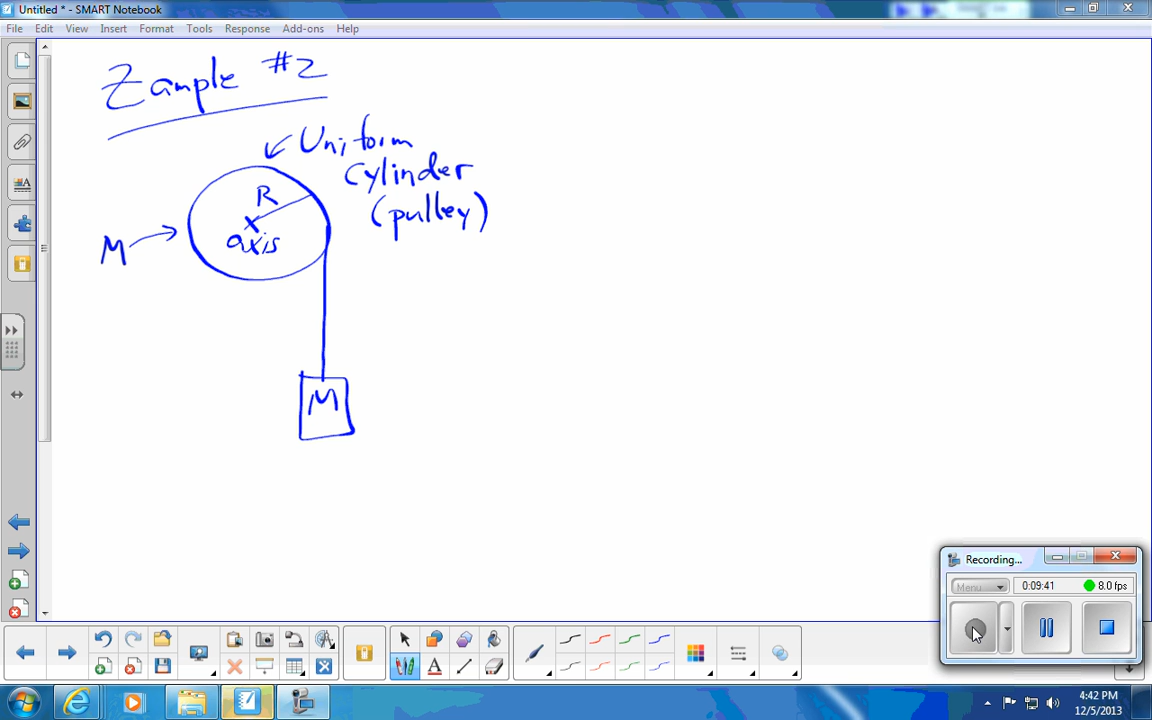 Untitled * - SMART Notebook
File Edit View Insert Format Tools Response Add-ons Help
Zample #2
Uniform
cylinder
(pulley)
R
axis
M
M
Recording...
Menu
0:09:41
8.0 fps
A
4:42 PM
12/5/2013